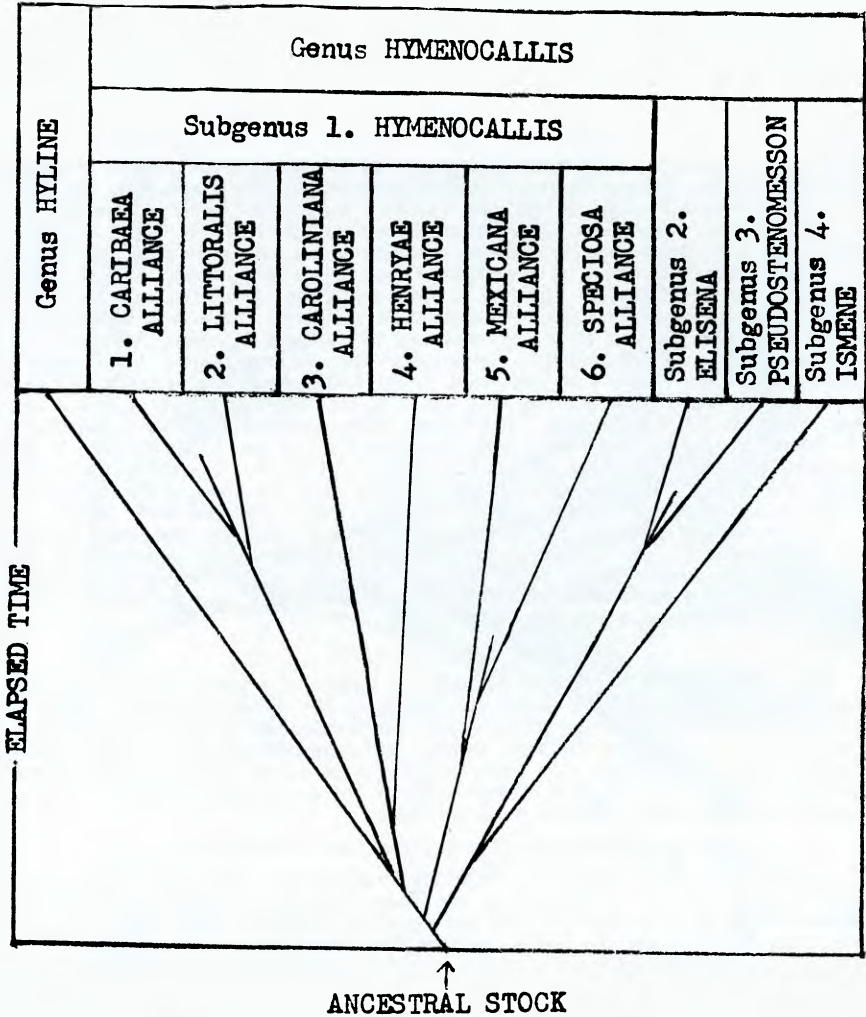 Genus HYMENOCALLIS
Genus HYLINE
Subgenus 1. HYMENOCALLIS
1. CARIBAEA
ALLIANCE
2. LITTORALIS
ALLIANCE
3. CAROLINIANA
ALLIANCE
4. HENRYAE
ALLIANCE
5. MEXICANA
ALLIANCE
6. SPECIOSA
ALLIANCE
Subgenus 2.
ELISENA
Subgenus 3.
PSEUDOSTENOMESSON
Subgenus 4.
ISMENE
ELAPSED TIME
↑
ANCESTRAL STOCK